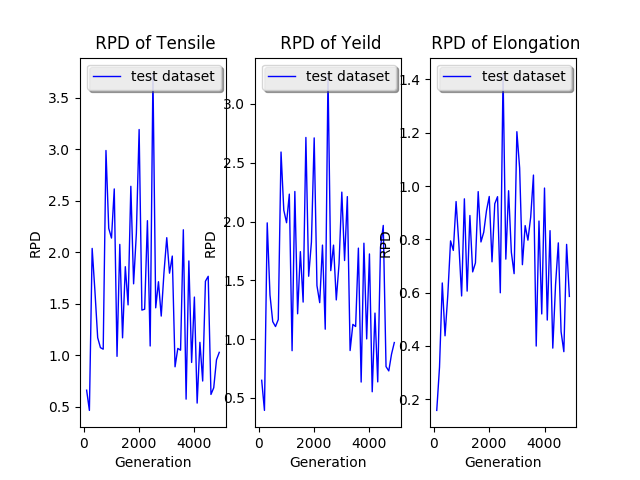 RPD of Tensile
test dataset
3.5
3.0
2.5
2.0
1.5
1.0
0.5
RPD
0
2000
4000
Generation
RPD of Yeild
test dataset
3.0
2.5
2.0
1.5
1.0
0.5
RPD
0
2000
4000
Generation
RPD of Elongation
test dataset
1.4
1.2
1.0
0.8
0.6
0.4
0.2
RPD
0
2000
4000
Generation